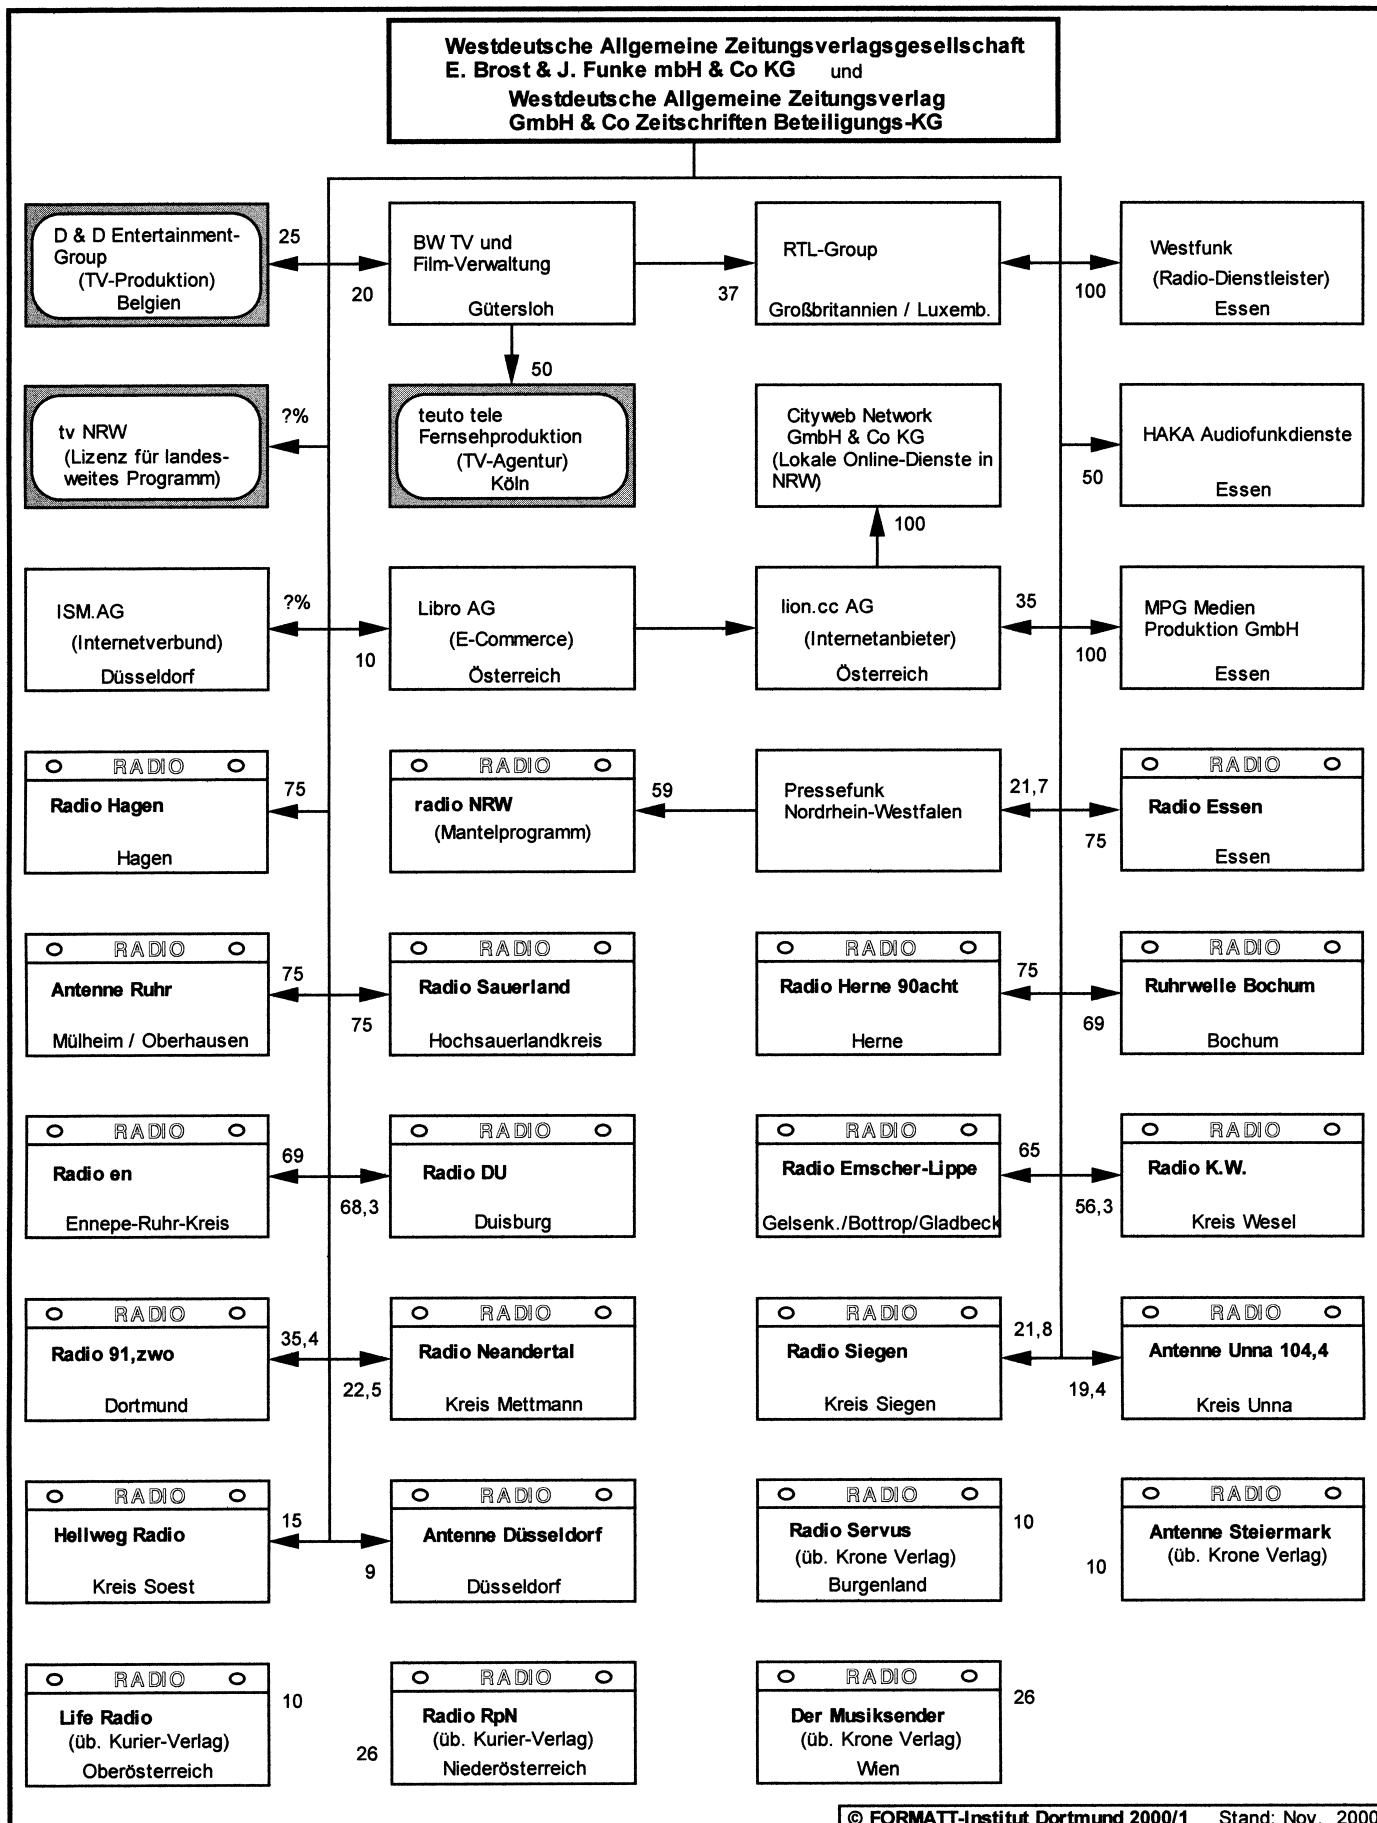 Westdeutsche Allgemeine Zeitungsverlagsgesellschaft
E. Brost & J. Funke mbH & Co KG und
Westdeutsche Allgemeine Zeitungsverlag
GmbH & Co Zeitschriften Beteiligungs-KG
D & D Entertainment-
Group
(TV-Produktion)
Belgien
25
20
BW TV und
Film-Verwaltung
Gütersloh
37
RTL-Group
Großbritannien / Luxemb.
100
Westfunk
(Radio-Dienstleister)
Essen
50
tv NRW
(Lizenz für landes-
weites Programm)
?%
teuto tele
Fernsehproduktion
(TV-Agentur)
Köln
Cityweb Network
GmbH & Co KG
(Lokale Online-Dienste in
NRW)
50
HAKA Audiofunkdienste
Essen
100
ISM.AG
(Internetverbund)
Düsseldorf
?%
10
Libro AG
(E-Commerce)
Österreich
lion.cc AG
(Internetanbieter)
Österreich
35
100
MPG Medien
Produktion GmbH
Essen
RADIO
Radio Hagen
Hagen
75
RADIO
radio NRW
(Mantelprogramm)
59
Pressefunk
Nordrhein-Westfalen
21,7
75
RADIO
Radio Essen
Essen
RADIO
Antenne Ruhr
Mülheim / Oberhausen
75
75
RADIO
Radio Sauerland
Hochsauerlandkreis
RADIO
Radio Herne 90acht
Herne
75
69
RADIO
Ruhrwelle Bochum
Bochum
RADIO
Radio en
Ennepe-Ruhr-Kreis
69
68,3
RADIO
Radio DU
Duisburg
RADIO
Radio Emscher-Lippe
Gelsenk./Bottrop/Gladbeck
65
56,3
RADIO
Radio K.W.
Kreis Wesel
RADIO
Radio 91,zwo
Dortmund
35,4
22,5
RADIO
Radio Neandertal
Kreis Mettmann
RADIO
Radio Siegen
Kreis Siegen
21,8
19,4
RADIO
Antenne Unna 104,4
Kreis Unna
RADIO
Hellweg Radio
Kreis Soest
15
9
RADIO
Antenne Düsseldorf
Düsseldorf
RADIO
Radio Servus
(üb. Krone Verlag)
Burgenland
10
10
RADIO
Antenne Steiermark
(üb. Krone Verlag)
RADIO
Life Radio
(üb. Kurier-Verlag)
Oberösterreich
10
26
RADIO
Radio RpN
(üb. Kurier-Verlag)
Niederösterreich
RADIO
Der Musiksender
(üb. Krone Verlag)
Wien
26
© FORMATT-Institut Dortmund 2000/1 Stand: Nov. 2000